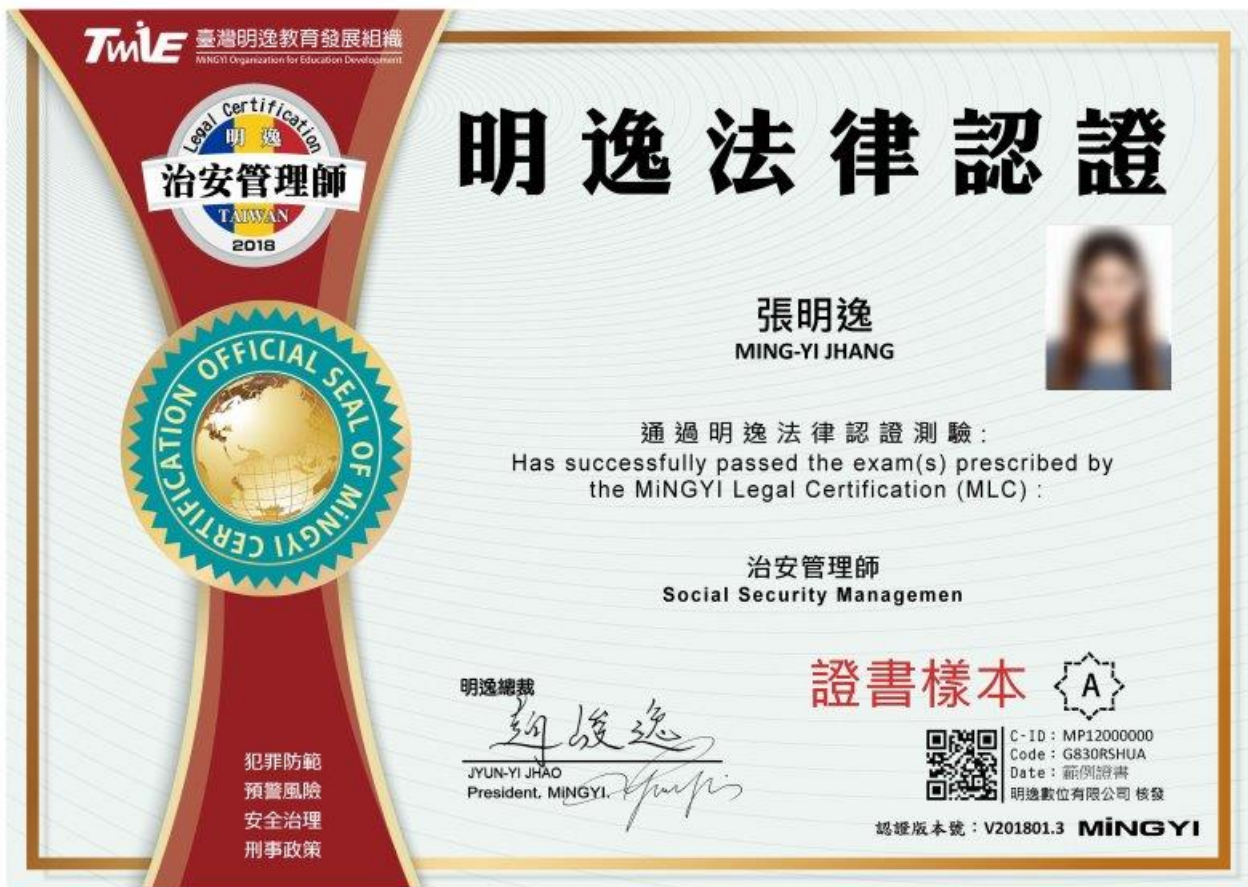 TWiE 臺灣明逸教育發展組織
MiNGYI Organization for Education Development
Legal Certification
明逸
治安管理師
TAIWAN
2018
明逸法律認證
張明逸
MING-YI JHANG
OFFICIAL SEAL OF MiNGYI CERTIFICATION
通過明逸法律認證測驗:
Has successfully passed the exam(s) prescribed by
the MiNGYI Legal Certification (MLC) :
治安管理師
Social Security Managemen
證書樣本
A
明逸總裁
趙俊逸
JYUN-YI JHAO
President, MiNGYI.
C-ID : MP12000000
Code : G830RSHUA
Date : 範例證書
明逸數位有限公司 核發
認證版本號：V201801.3 MiNGYI
犯罪防範
預警風險
安全治理
刑事政策